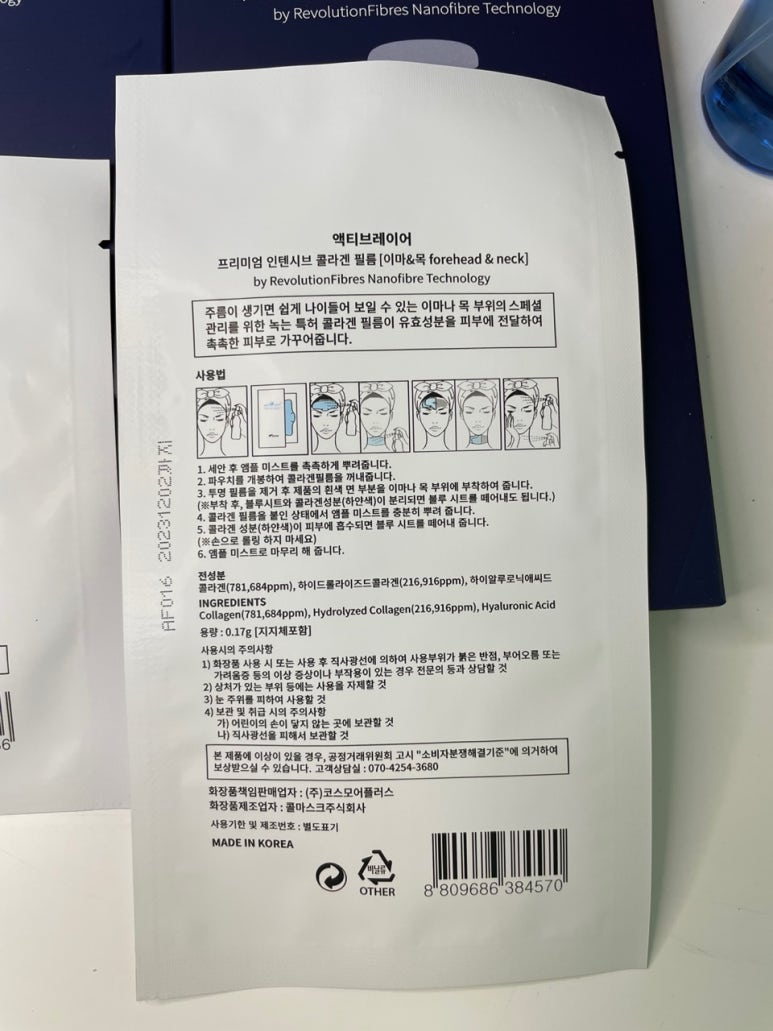 ogy
by RevolutionFibres Nanofibre Technology
액티브레이어
프리미엄 인텐시브 콜라겐 필름 [이마&목 forehead & neck]
by RevolutionFibres Nanofibre Technology
주름이 생기면 쉽게 나이들어 보일 수 있는 이마나 목 부위의 스페셜
관리를 위한 녹는 특허 콜라겐 필름이 유효성분을 피부에 전달하여
촉촉한 피부로 가꾸어줍니다.
사용법
1. 세안 후 앰플 미스트를 촉촉하게 뿌려줍니다.
2. 파우치를 개봉하여 콜라겐필름을 꺼내줍니다.
3. 투명 필름을 제거 후 제품의 흰색 면 부분을 이마나 목 부위에 부착하여 줍니다.
(※부착 후, 블루시트와 콜라겐성분(하얀색)이 분리되면 블루 시트를 떼어내도 됩니다.)
4. 콜라겐 필름을 붙인 상태에서 앰플 미스트를 충분히 뿌려 줍니다.
5. 콜라겐 성분(하얀색)이 피부에 흡수되면 블루 시트를 떼어내 줍니다.
(※손으로 롤링 하지 마세요)
6. 앰플 미스트로 마무리 해 줍니다.
AF016 20231202까지
전성분
콜라겐(781,684ppm), 하이드롤라이즈드콜라겐(216,916ppm), 하이알루로닉애씨드
INGREDIENTS
Collagen(781,684ppm), Hydrolyzed Collagen(216,916ppm), Hyaluronic Acid
용량 : 0.17g [지지체포함]
사용시의 주의사항
1) 화장품 사용 시 또는 사용 후 직사광선에 의하여 사용부위가 붉은 반점, 부어오름 또는
가려움증 등의 이상 증상이나 부작용이 있는 경우 전문의 등과 상담할 것
2) 상처가 있는 부위 등에는 사용을 자제할 것
3) 눈 주위를 피하여 사용할 것
4) 보관 및 취급 시의 주의사항
가) 어린이의 손이 닿지 않는 곳에 보관할 것
나) 직사광선을 피해서 보관할 것
본 제품에 이상이 있을 경우, 공정거래위원회 고시 "소비자분쟁해결기준"에 의거하여
보상받으실 수 있습니다. 고객상담실 : 070-4254-3680
화장품책임판매업자 : (주)코스모어플러스
화장품제조업자 : 콜마스크주식회사
사용기한 및 제조번호 : 별도표기
MADE IN KOREA
비닐류
OTHER
8 809686 384570
6